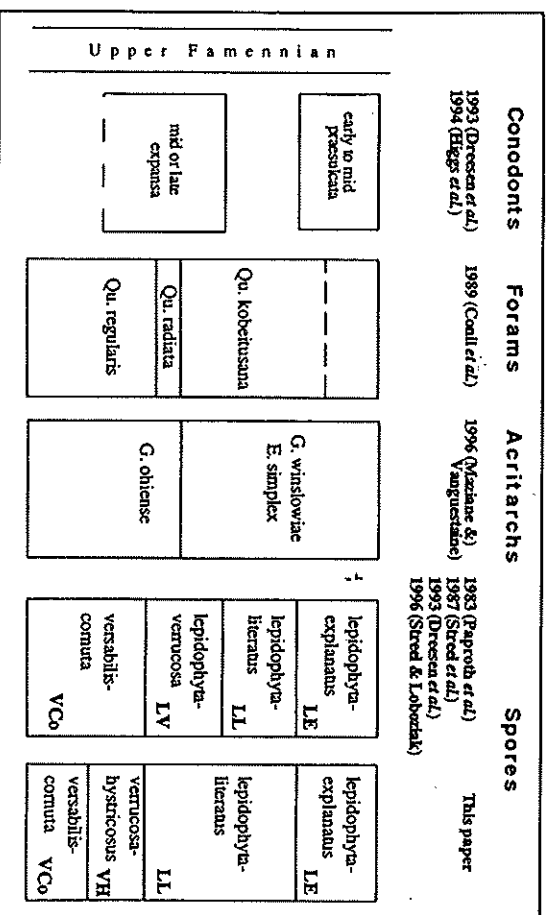 Conodonts
1993 (Dreesen et al.)
1994 (Higgs et al.)
Forams
1989 (Conil et al.)
Acritarchs
1996 (Maziane &
Vanguestaine)
Spores
1983 (Paproth et al.)
1987 (Streel et al.)
1993 (Dreesen et al.)
1996 (Streel & Loboziak)
This paper
Upper Famennian
early to mid
praesulcata
mid or late
expansa
Qu. kobeitusana
Qu. radiata
Qu. regularis
G. winslowiae
E. simplex
G. ohiense
lepidophyta-
explanatus
LE
lepidophyta-
literatus
LL
lepidophyta-
verrucosa
LV
versabilis-
cornuta
VCo
lepidophyta-
explanatus
LE
lepidophyta-
literatus
LL
verrucosa-
hystricosus VH
versabilis-
cornuta VCo